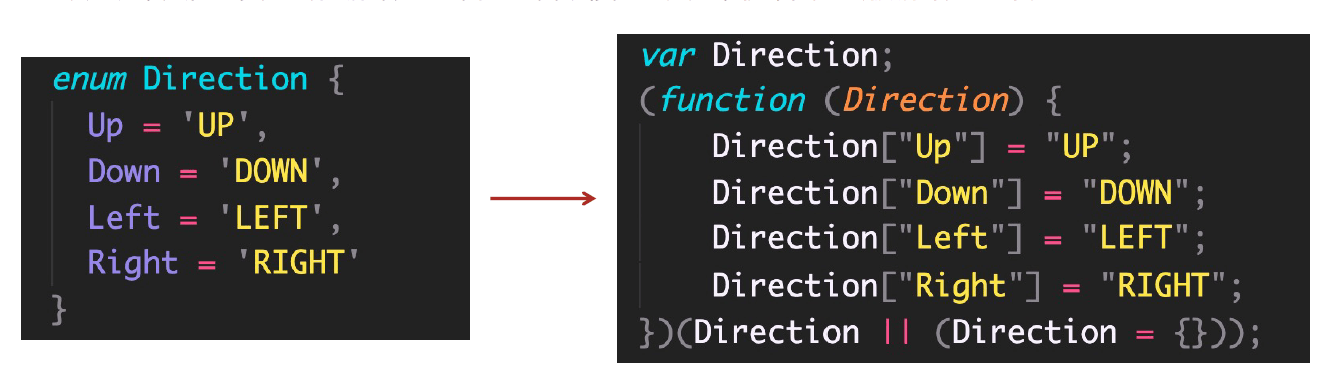 enum Direction {
Up = 'UP',
Down = 'DOWN',
Left = 'LEFT',
Right = 'RIGHT'
}
var Direction;
(function (Direction) {
Direction["Up"] = "UP";
Direction["Down"] = "DOWN";
Direction["Left"] = "LEFT";
Direction["Right"] = "RIGHT";
})(Direction || (Direction = {}));